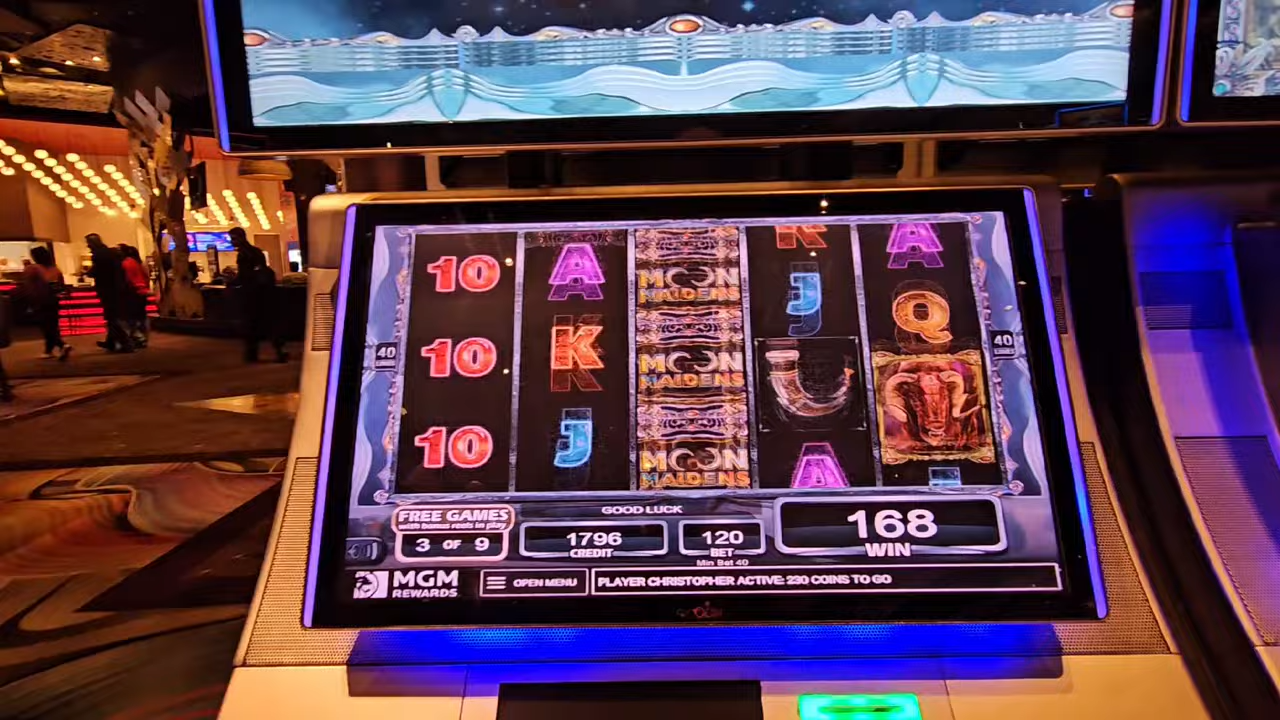 10 A MOON MAIDENS K A
10 K MOON MAIDENS J Q
10 J MOON MAIDENS A J
40 LINES
40 LINES
GOOD LUCK
FREE GAMES
with bonus reels in play
3 OF 9
1796
CREDIT
120
BET
Min Bet 40
168
WIN
MGM
REWARDS
OPEN MENU
PLAYER CHRISTOPHER ACTIVE: 230 COINS TO GO